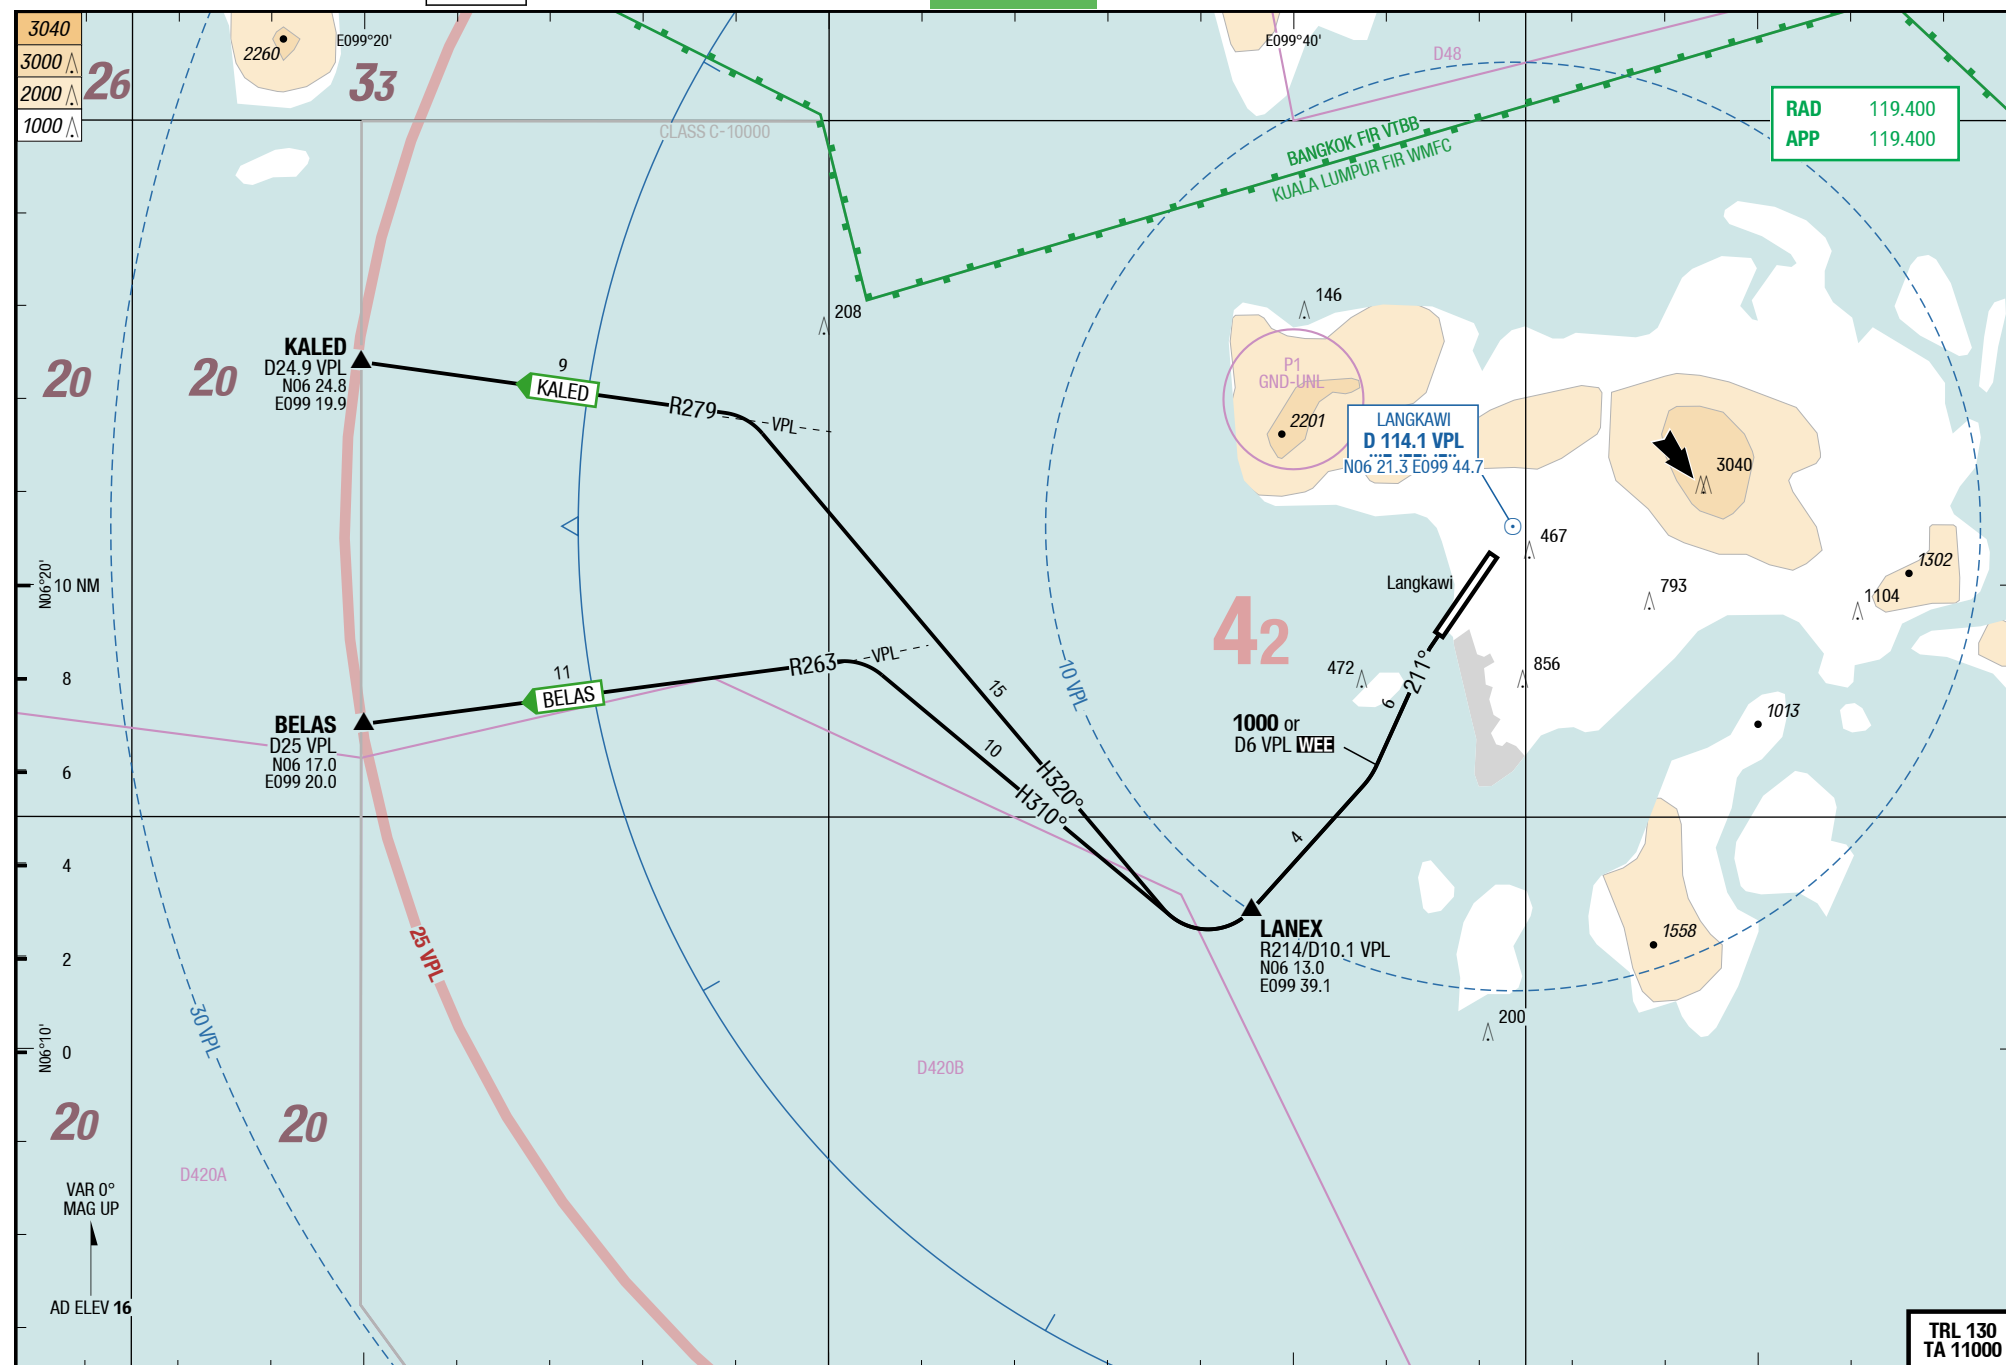 3040
3000
2000
1000
26
2260
E099°20'
33
CLASS C-10000
E099°40'
D48
BANGKOK FIR VTBB
KUALA LUMPUR FIR WMFC
RAD 119.400
APP 119.400
208
146
KALED
D24.9 VPL
N06 24.8
E099 19.9
20
20
9
KALED
R279
VPL
P1
GND-UNL
2201
LANGKAWI
D 114.1 VPL
N06 21.3 E099 44.7
3040
467
1302
793
1104
Langkawi
N06°20'
10 NM
42
10 VPL
472
856
211°
6
1013
1000 or
D6 VPL WEE
8
6
4
2
0
BELAS
D25 VPL
N06 17.0
E099 20.0
11
BELAS
R263
VPL
15
10
H320°
H310°
4
LANEX
R214/D10.1 VPL
N06 13.0
E099 39.1
1558
200
25 VPL
30 VPL
N06°10'
D420B
20
20
D420A
VAR 0°
MAG UP
AD ELEV 16
TRL 130
TA 11000